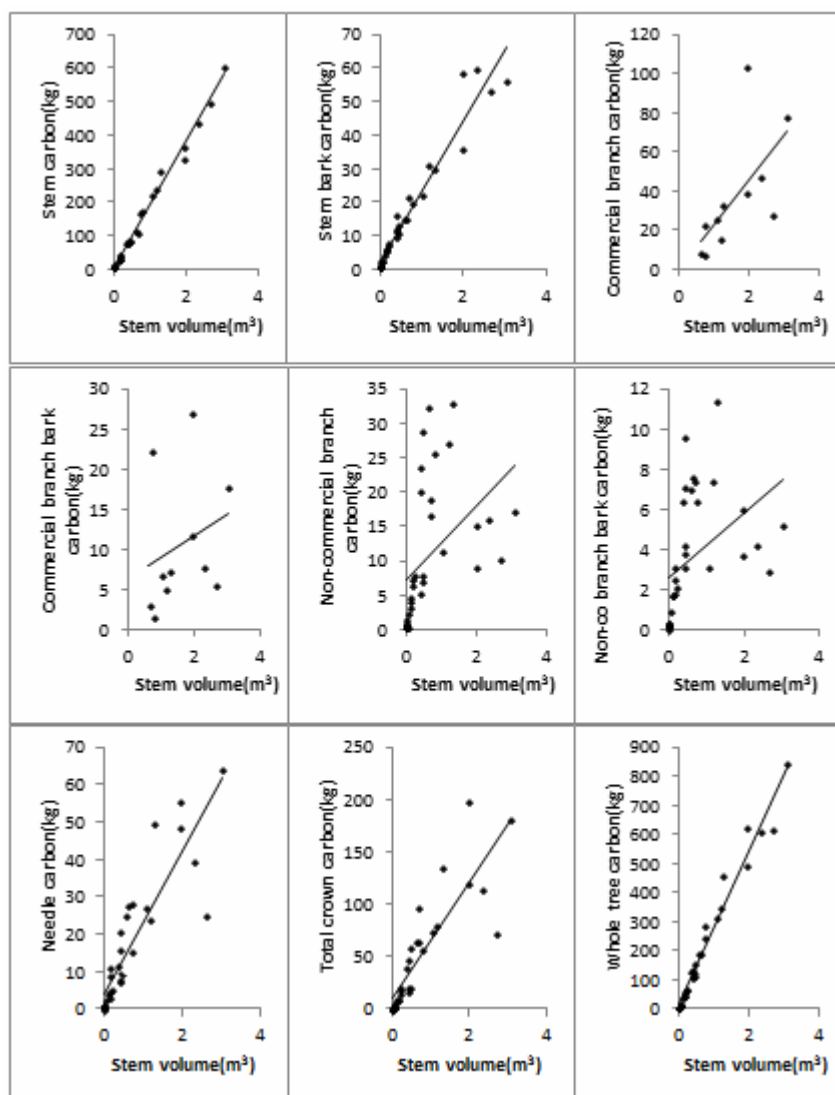 Stem carbon(kg)
700
600
500
400
300
200
100
0
0 2 4
Stem volume(m³)
Stem bark carbon(kg)
70
60
50
40
30
20
10
0
0 2 4
Stem volume(m³)
Commercial branch carbon(kg)
120
100
80
60
40
20
0
0 2 4
Stem volume(m³)
Commercial branch bark
carbon(kg)
30
25
20
15
10
5
0
0 2 4
Stem volume(m³)
Non-commercial branch
carbon(kg)
35
30
25
20
15
10
5
0
0 2 4
Stem volume(m³)
Non-co branch bark carbon(kg)
12
10
8
6
4
2
0
0 2 4
Stem volume(m³)
Needle carbon(kg)
70
60
50
40
30
20
10
0
0 2 4
Stem volume(m³)
Total crown carbon(kg)
250
200
150
100
50
0
0 2 4
Stem volume(m³)
Whole tree carbon(kg)
900
800
700
600
500
400
300
200
100
0
0 2 4
Stem volume(m³)